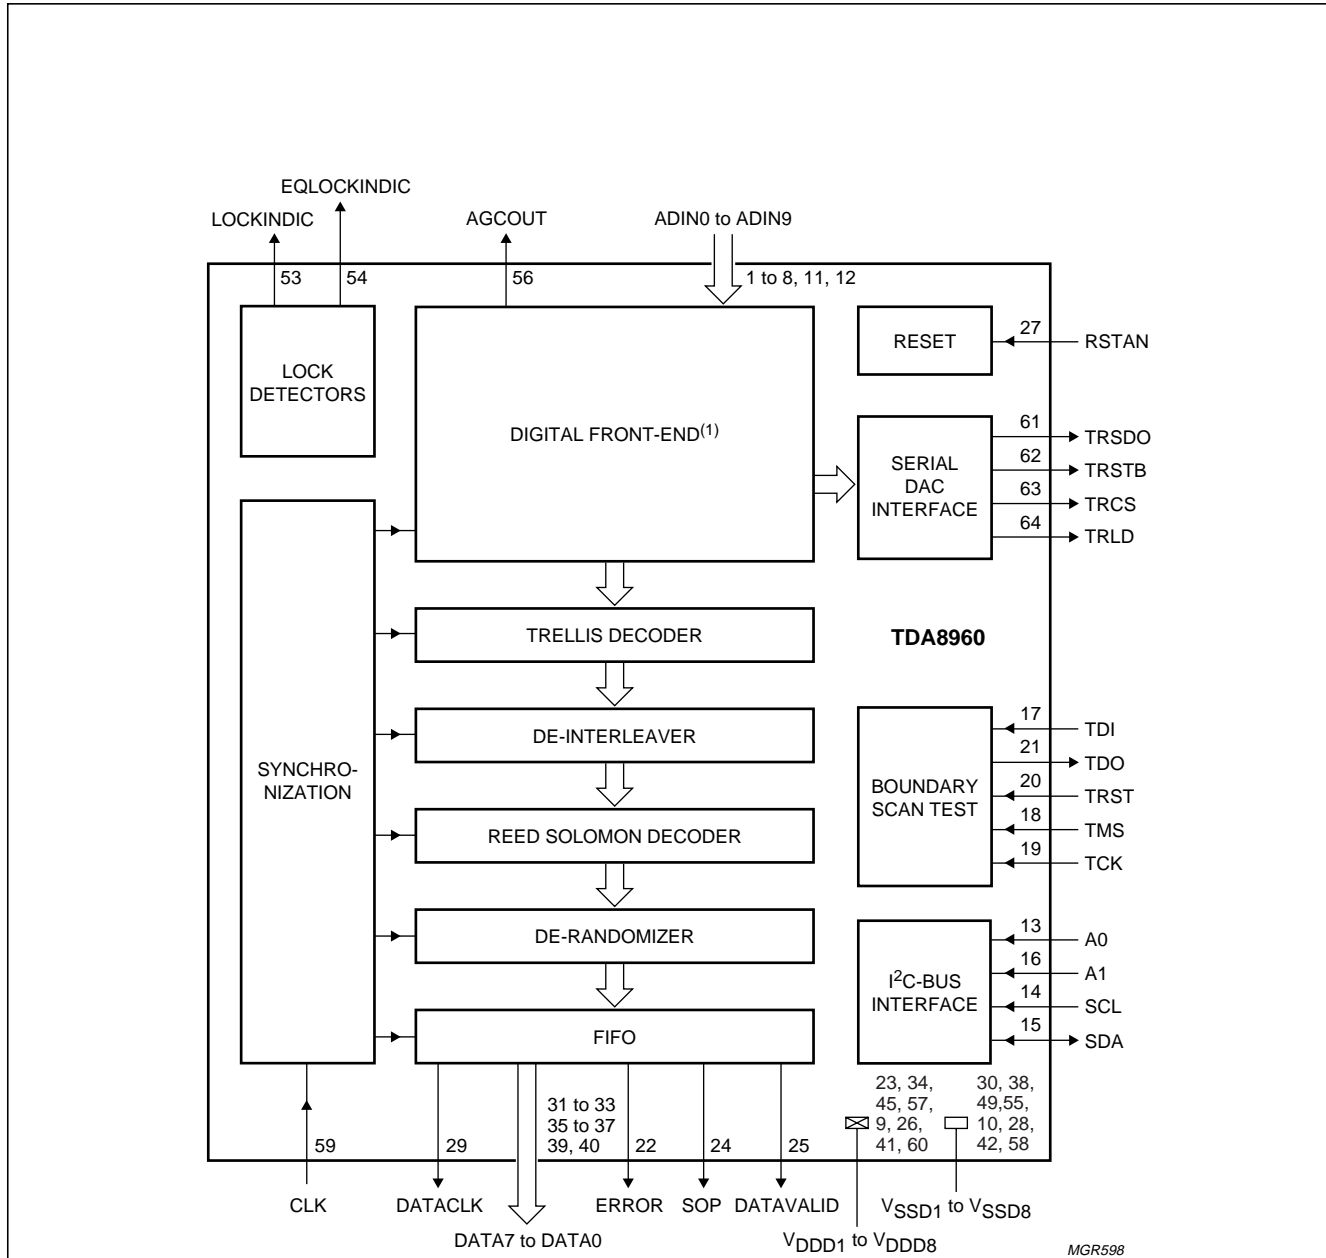 EQLOCKINDIC
LOCKINDIC
AGCOUT
ADIN0 to ADIN9
53
54
56
1 to 8, 11, 12
LOCK
DETECTORS
DIGITAL FRONT-END(1)
RESET
27
RSTAN
SERIAL
DAC
INTERFACE
61
TRSDO
62
TRSTB
63
TRCS
64
TRLD
SYNCHRO-
NIZATION
TRELLIS DECODER
TDA8960
DE-INTERLEAVER
REED SOLOMON DECODER
DE-RANDOMIZER
FIFO
BOUNDARY
SCAN TEST
17
TDI
21
TDO
20
TRST
18
TMS
19
TCK
I2C-BUS
INTERFACE
13
A0
16
A1
14
SCL
15
SDA
59
29
31 to 33
35 to 37
39, 40
22
24
25
23, 34,
45, 57,
9, 26,
41, 60
30, 38,
49,55,
10, 28,
42, 58
CLK
DATACLK
DATA7 to DATA0
ERROR
SOP
DATAVALID
VDDD1 to VDDD8
VSSD1 to VSSD8
MGR598